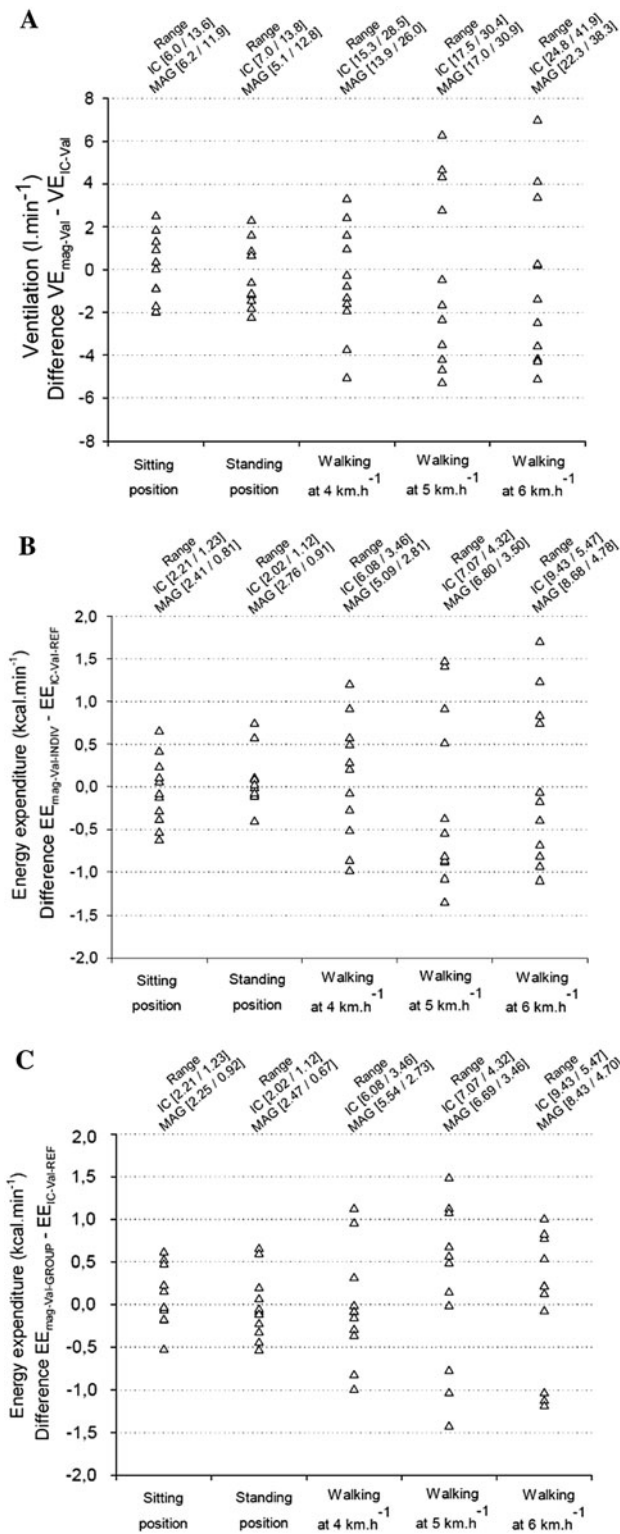 A
Range
IC [6.0 / 13.6]
MAG [6.2 / 11.9]
Range
IC [7.0 / 13.8]
MAG [5.1 / 12.8]
Range
IC [15.3 / 28.5]
MAG [13.9 / 26.0]
Range
IC [17.5 / 30.4]
MAG [17.0 / 30.9]
Range
IC [24.8 / 41.9]
MAG [22.3 / 38.3]
Ventilation (l.min-1)
Difference VEmag-Val - VEIC-Val
8
6
4
2
0
-2
-4
-6
-8
Sitting
position
Standing
position
Walking
at 4 km.h-1
Walking
at 5 km.h-1
Walking
at 6 km.h-1
B
Range
IC [2.21 / 1.23]
MAG [2.41 / 0.81]
Range
IC [2.02 / 1.12]
MAG [2.76 / 0.91]
Range
IC [6.08 / 3.46]
MAG [5.09 / 2.81]
Range
IC [7.07 / 4.32]
MAG [6.80 / 3.50]
Range
IC [9.43 / 5.47]
MAG [8.68 / 4.78]
Energy expenditure (kcal.min-1)
Difference EEmag-Val-INDIV - EEIC-Val-REF
2,0
1,5
1,0
0,5
0,0
-0,5
-1,0
-1,5
-2,0
Sitting
position
Standing
position
Walking
at 4 km.h-1
Walking
at 5 km.h-1
Walking
at 6 km.h-1
C
Range
IC [2.21 / 1.23]
MAG [2.25 / 0.92]
Range
IC [2.02 / 1.12]
MAG [2.47 / 0.67]
Range
IC [6.08 / 3.46]
MAG [5.54 / 2.73]
Range
IC [7.07 / 4.32]
MAG [6.69 / 3.46]
Range
IC [9.43 / 5.47]
MAG [8.43 / 4.70]
Energy expenditure (kcal.min-1)
Difference EEmag-Val-GROUP - EEIC-Val-REF
2,0
1,5
1,0
0,5
0,0
-0,5
-1,0
-1,5
-2,0
Sitting
position
Standing
position
Walking
at 4 km.h-1
Walking
at 5 km.h-1
Walking
at 6 km.h-1